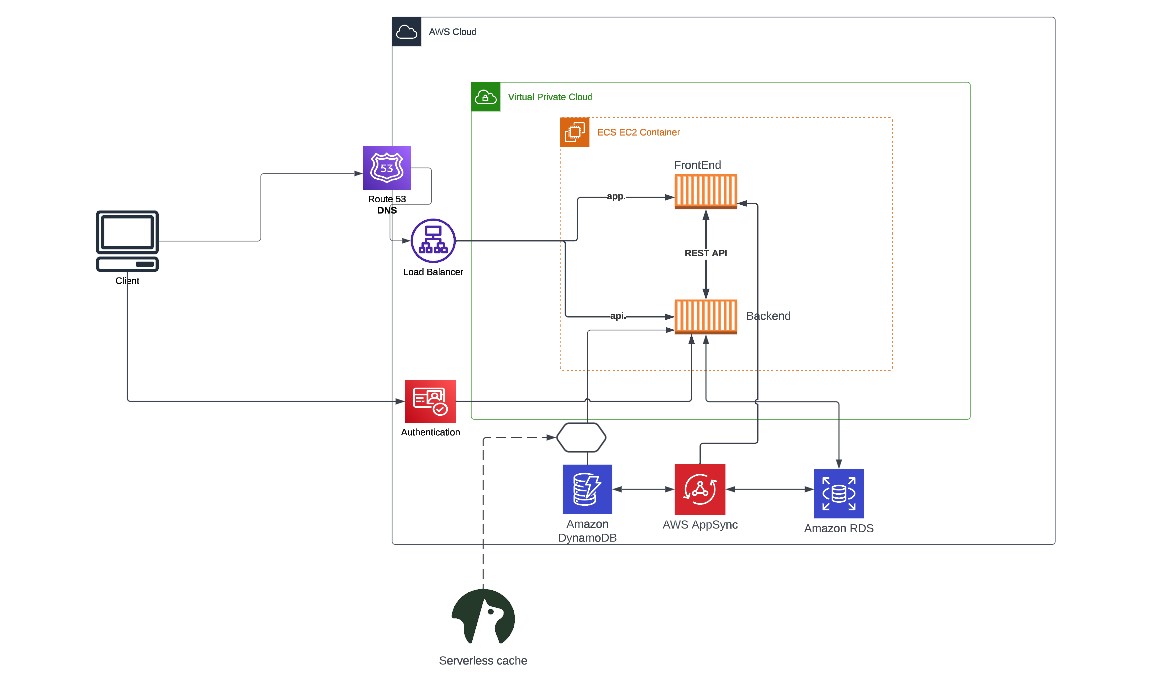 AWS Cloud
Virtual Private Cloud
ECS EC2 Container
FrontEnd
53
Route 53
DNS
app.
REST API
Load Balancer
Client
api.
Backend
Authentication
Amazon
DynamoDB
AWS AppSync
Amazon RDS
Serverless cache